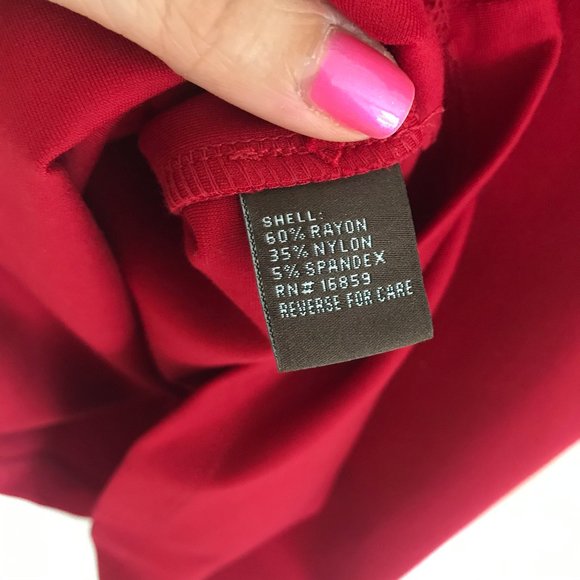 SHELL:
60% RAYON
35% NYLON
5% SPANDEX
RN# 16859
REVERSE FOR CARE